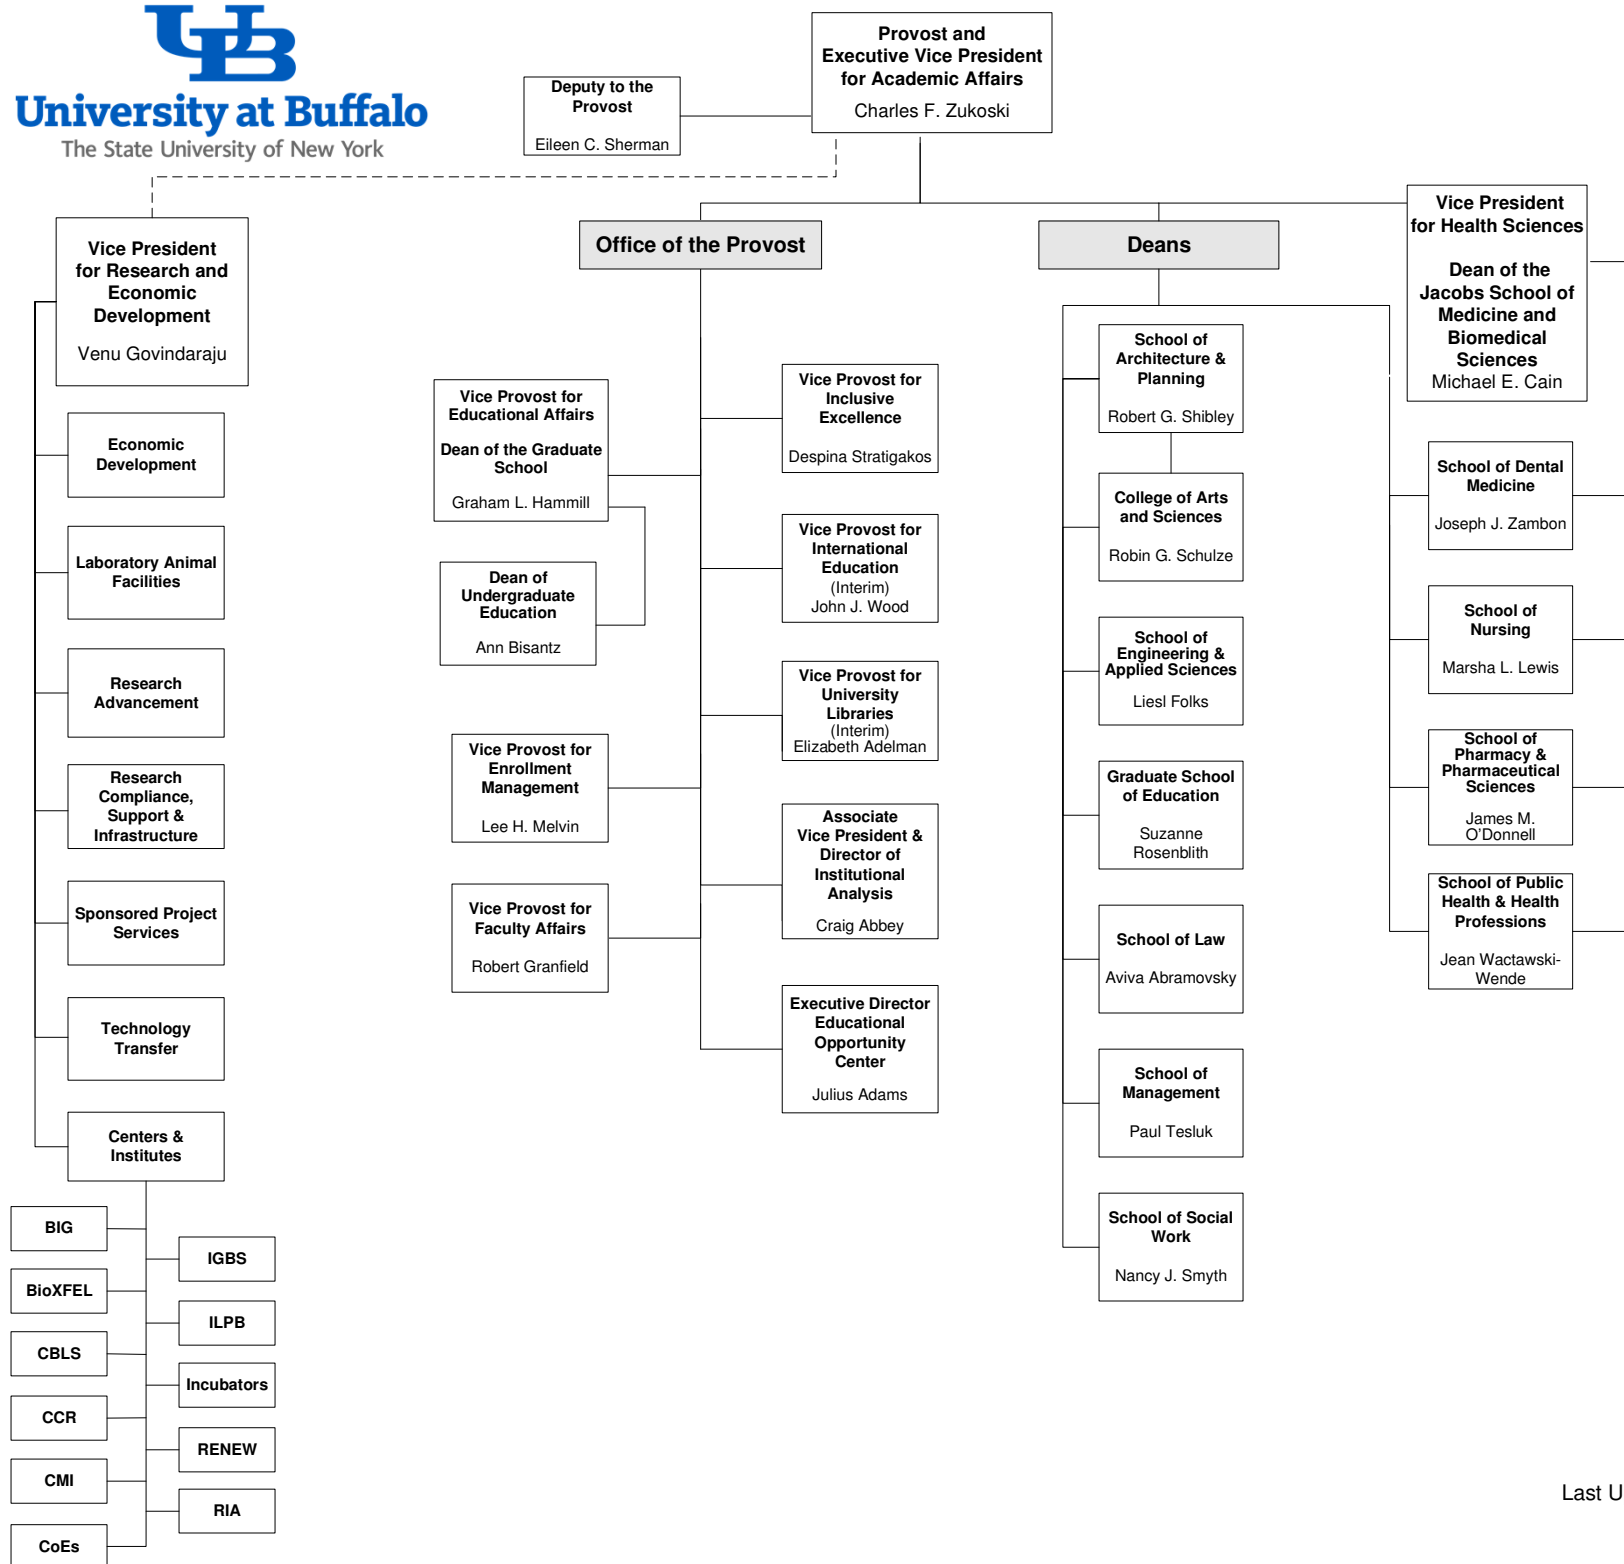 UB
University at Buffalo
The State University of New York
Provost and
Executive Vice President
for Academic Affairs
Charles F. Zukoski
Deputy to the
Provost
Eileen C. Sherman
Vice President
for Research and
Economic
Development
Venu Govindaraju
Economic
Development
Laboratory Animal
Facilities
Research
Advancement
Research
Compliance,
Support &
Infrastructure
Sponsored Project
Services
Technology
Transfer
Centers &
Institutes
BIG
IGBS
BioXFEL
ILPB
CBLS
Incubators
CCR
RENEW
CMI
RIA
CoEs
Office of the Provost
Vice Provost for
Educational Affairs
Dean of the Graduate
School
Graham L. Hammill
Dean of
Undergraduate
Education
Ann Bisantz
Vice Provost for
Enrollment
Management
Lee H. Melvin
Vice Provost for
Faculty Affairs
Robert Granfield
Vice Provost for
Inclusive
Excellence
Despina Stratigakos
Vice Provost for
International
Education
(Interim)
John J. Wood
Vice Provost for
University
Libraries
(Interim)
Elizabeth Adelman
Associate
Vice President &
Director of
Institutional
Analysis
Craig Abbey
Executive Director
Educational
Opportunity
Center
Julius Adams
Deans
School of
Architecture &
Planning
Robert G. Shibley
College of Arts
and Sciences
Robin G. Schulze
School of
Engineering &
Applied Sciences
Liesl Folks
Graduate School
of Education
Suzanne
Rosenblith
School of Law
Aviva Abramovsky
School of
Management
Paul Tesluk
School of Social
Work
Nancy J. Smyth
Vice President
for Health Sciences
Dean of the
Jacobs School of
Medicine and
Biomedical
Sciences
Michael E. Cain
School of Dental
Medicine
Joseph J. Zambon
School of
Nursing
Marsha L. Lewis
School of
Pharmacy &
Pharmaceutical
Sciences
James M.
O'Donnell
School of Public
Health & Health
Professions
Jean Wactawski-
Wende
Last U